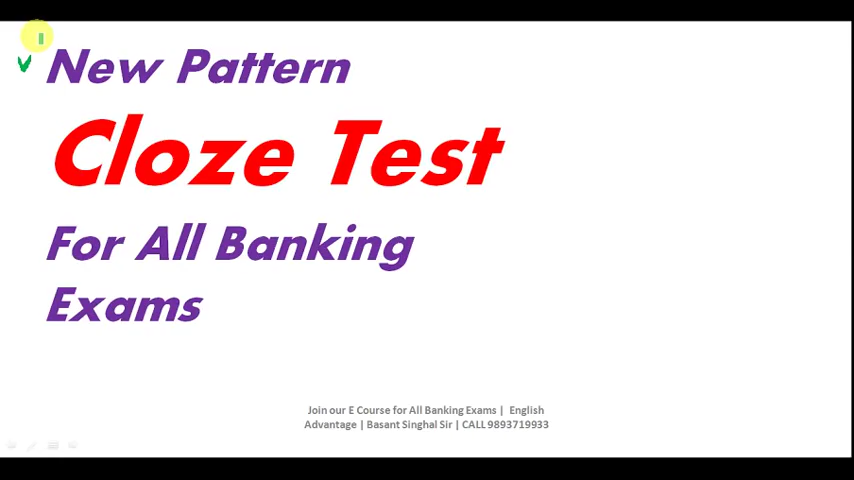 New Pattern
Cloze Test
For All Banking
Exams
Join our E Course for All Banking Exams | English
Advantage | Basant Singhal Sir | CALL 9893719933